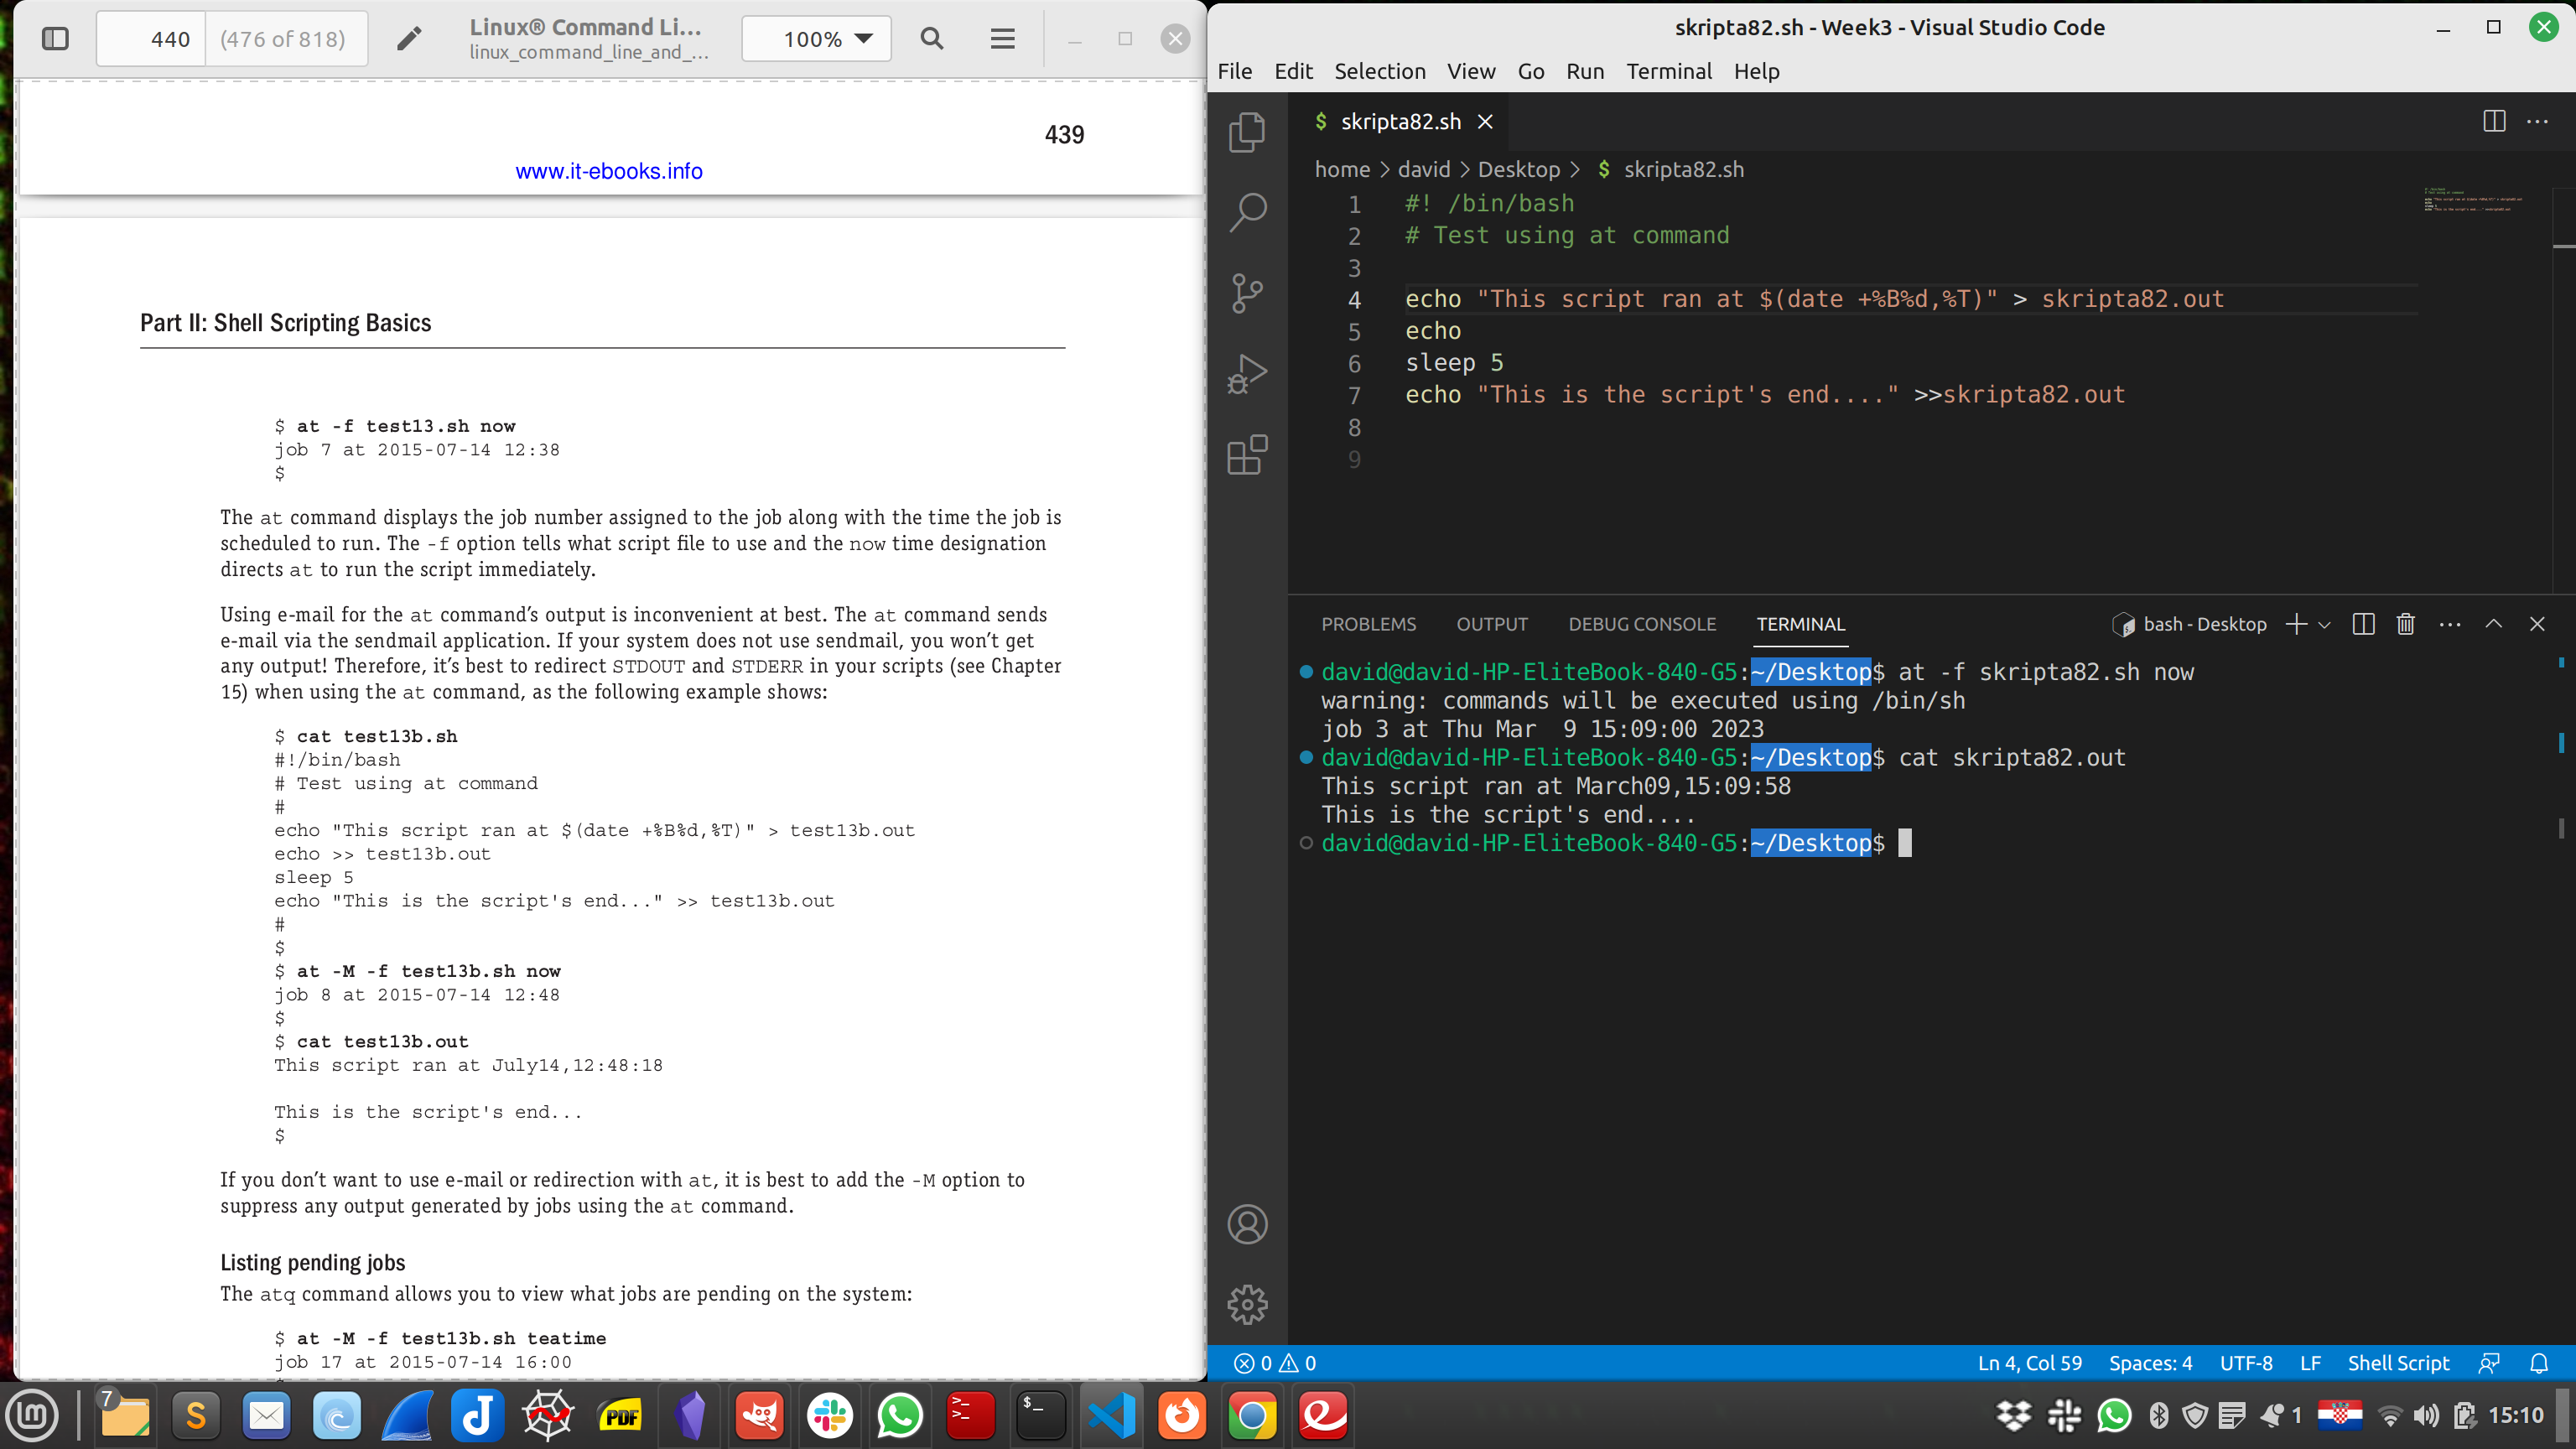 440 (476 of 818)
Linux® Command Li...
linux_command_line_and_...
100%
439
www.it-ebooks.info
Part II: Shell Scripting Basics
$ at -f test13.sh now
job 7 at 2015-07-14 12:38
$
The at command displays the job number assigned to the job along with the time the job is
scheduled to run. The -f option tells what script file to use and the now time designation
directs at to run the script immediately.
Using e-mail for the at command’s output is inconvenient at best. The at command sends
e-mail via the sendmail application. If your system does not use sendmail, you won’t get
any output! Therefore, it’s best to redirect STDOUT and STDERR in your scripts (see Chapter
15) when using the at command, as the following example shows:
$ cat test13b.sh
#!/bin/bash
# Test using at command
#
echo "This script ran at $(date +%B%d,%T)" > test13b.out
echo >> test13b.out
sleep 5
echo "This is the script's end..." >> test13b.out
#
$
$ at -M -f test13b.sh now
job 8 at 2015-07-14 12:48
$
$ cat test13b.out
This script ran at July14,12:48:18
This is the script's end...
$
If you don’t want to use e-mail or redirection with at, it is best to add the -M option to
suppress any output generated by jobs using the at command.
Listing pending jobs
The atq command allows you to view what jobs are pending on the system:
$ at -M -f test13b.sh teatime
job 17 at 2015-07-14 16:00
skripta82.sh - Week3 - Visual Studio Code
File Edit Selection View Go Run Terminal Help
$ skripta82.sh
home > david > Desktop > $ skripta82.sh
1 #! /bin/bash
2 # Test using at command
3
4 echo "This script ran at $(date +%B%d,%T)" > skripta82.out
5 echo
6 sleep 5
7 echo "This is the script's end...." >>skripta82.out
8
9
PROBLEMS OUTPUT DEBUG CONSOLE TERMINAL bash - Desktop
david@david-HP-EliteBook-840-G5:~/Desktop$ at -f skripta82.sh now
warning: commands will be executed using /bin/sh
job 3 at Thu Mar  9 15:09:00 2023
david@david-HP-EliteBook-840-G5:~/Desktop$ cat skripta82.out
This script ran at March09,15:09:58
This is the script's end....
david@david-HP-EliteBook-840-G5:~/Desktop$
0 0 Ln 4, Col 59 Spaces: 4 UTF-8 LF Shell Script
7 S PDF $_ 1 15:10